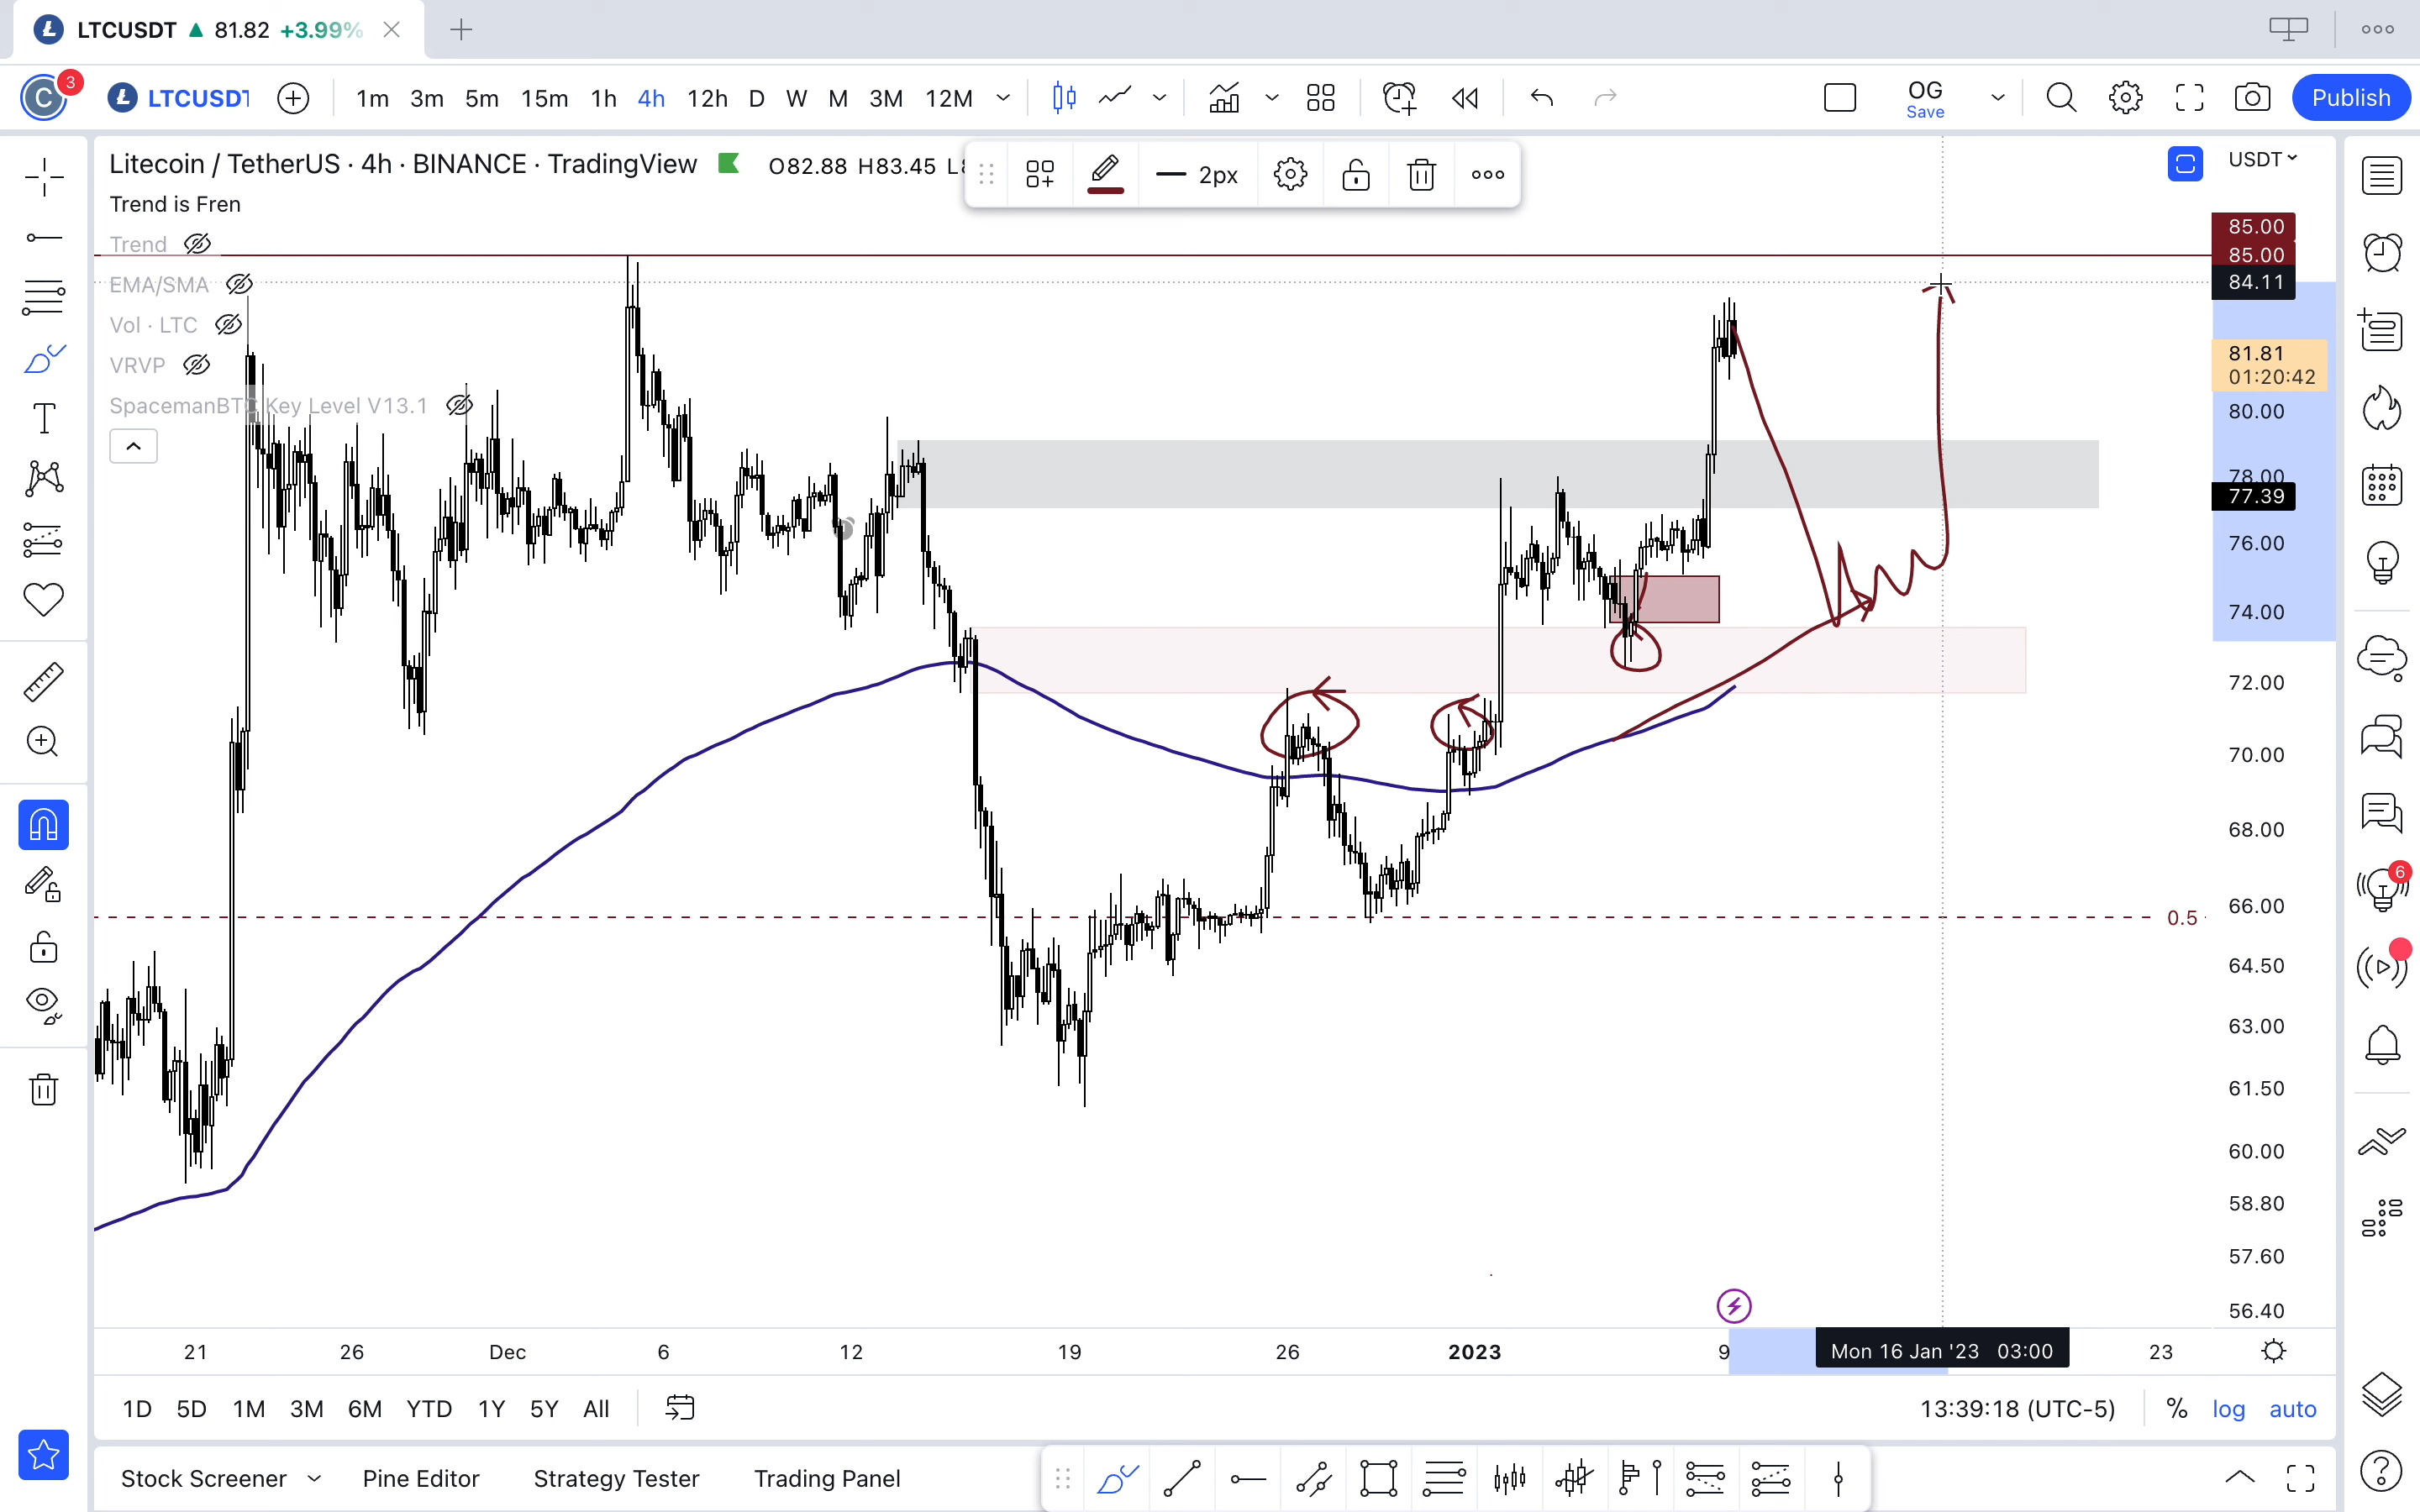 LTCUSDT ▲ 81.82 +3.99%
C 3 LTCUSDT 1m 3m 5m 15m 1h 4h 12h D W M 3M 12M OG Save Publish
Litecoin / TetherUS · 4h · BINANCE · TradingView O82.88 H83.45
2px
USDT
Trend is Fren
Trend
EMA/SMA
Vol · LTC
VRVP
SpacemanBTC Key Level V13.1
85.00
85.00
84.11
81.81
01:20:42
80.00
78.00
77.39
76.00
74.00
72.00
70.00
68.00
66.00
0.5
64.50
63.00
61.50
60.00
58.80
57.60
56.40
6
21 26 Dec 6 12 19 26 2023 9 Mon 16 Jan '23 03:00 23
1D 5D 1M 3M 6M YTD 1Y 5Y All 13:39:18 (UTC-5) % log auto
Stock Screener Pine Editor Strategy Tester Trading Panel